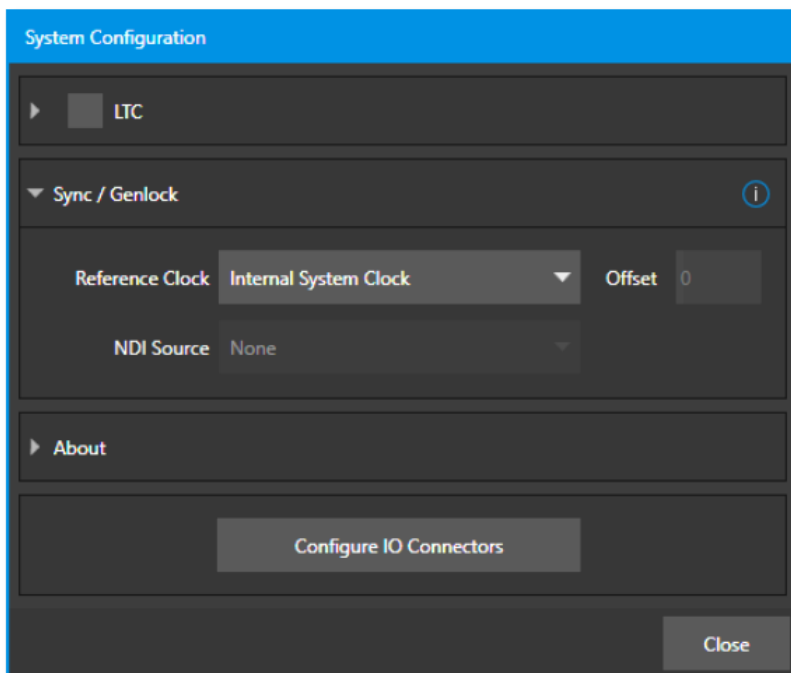 System Configuration
LTC
Sync / Genlock i
Reference Clock Internal System Clock Offset 0
NDI Source None
About
Configure IO Connectors
Close